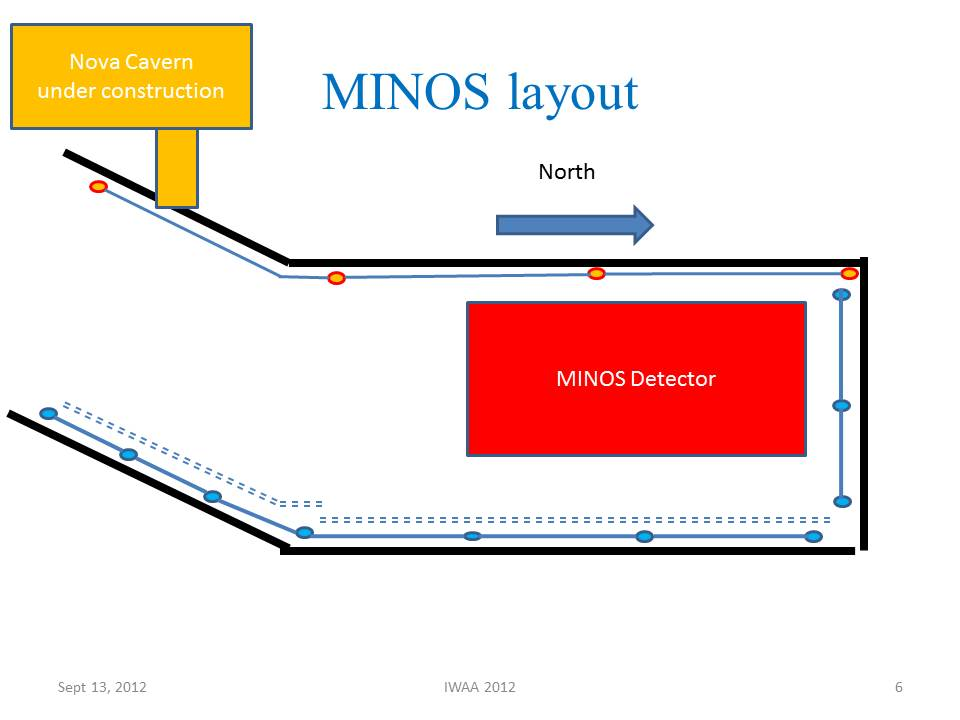 Nova Cavern
under construction
MINOS layout
North
MINOS Detector
Sept 13, 2012
IWAA 2012
6